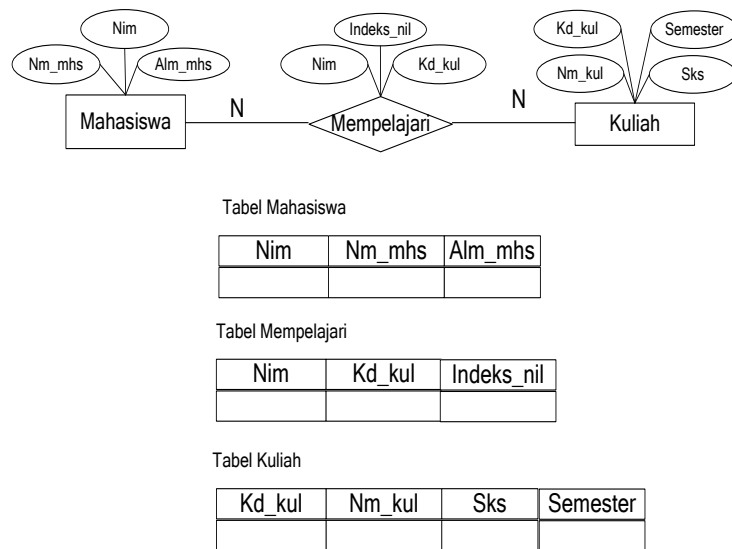 Nim
Nm_mhs
Alm_mhs
Mahasiswa
N
Indeks_nil
Nim
Kd_kul
Mempelajari
N
Kd_kul
Semester
Nm_kul
Sks
Kuliah
Tabel Mahasiswa
Nim Nm_mhs Alm_mhs
Tabel Mempelajari
Nim Kd_kul Indeks_nil
Tabel Kuliah
Kd_kul Nm_kul Sks Semester